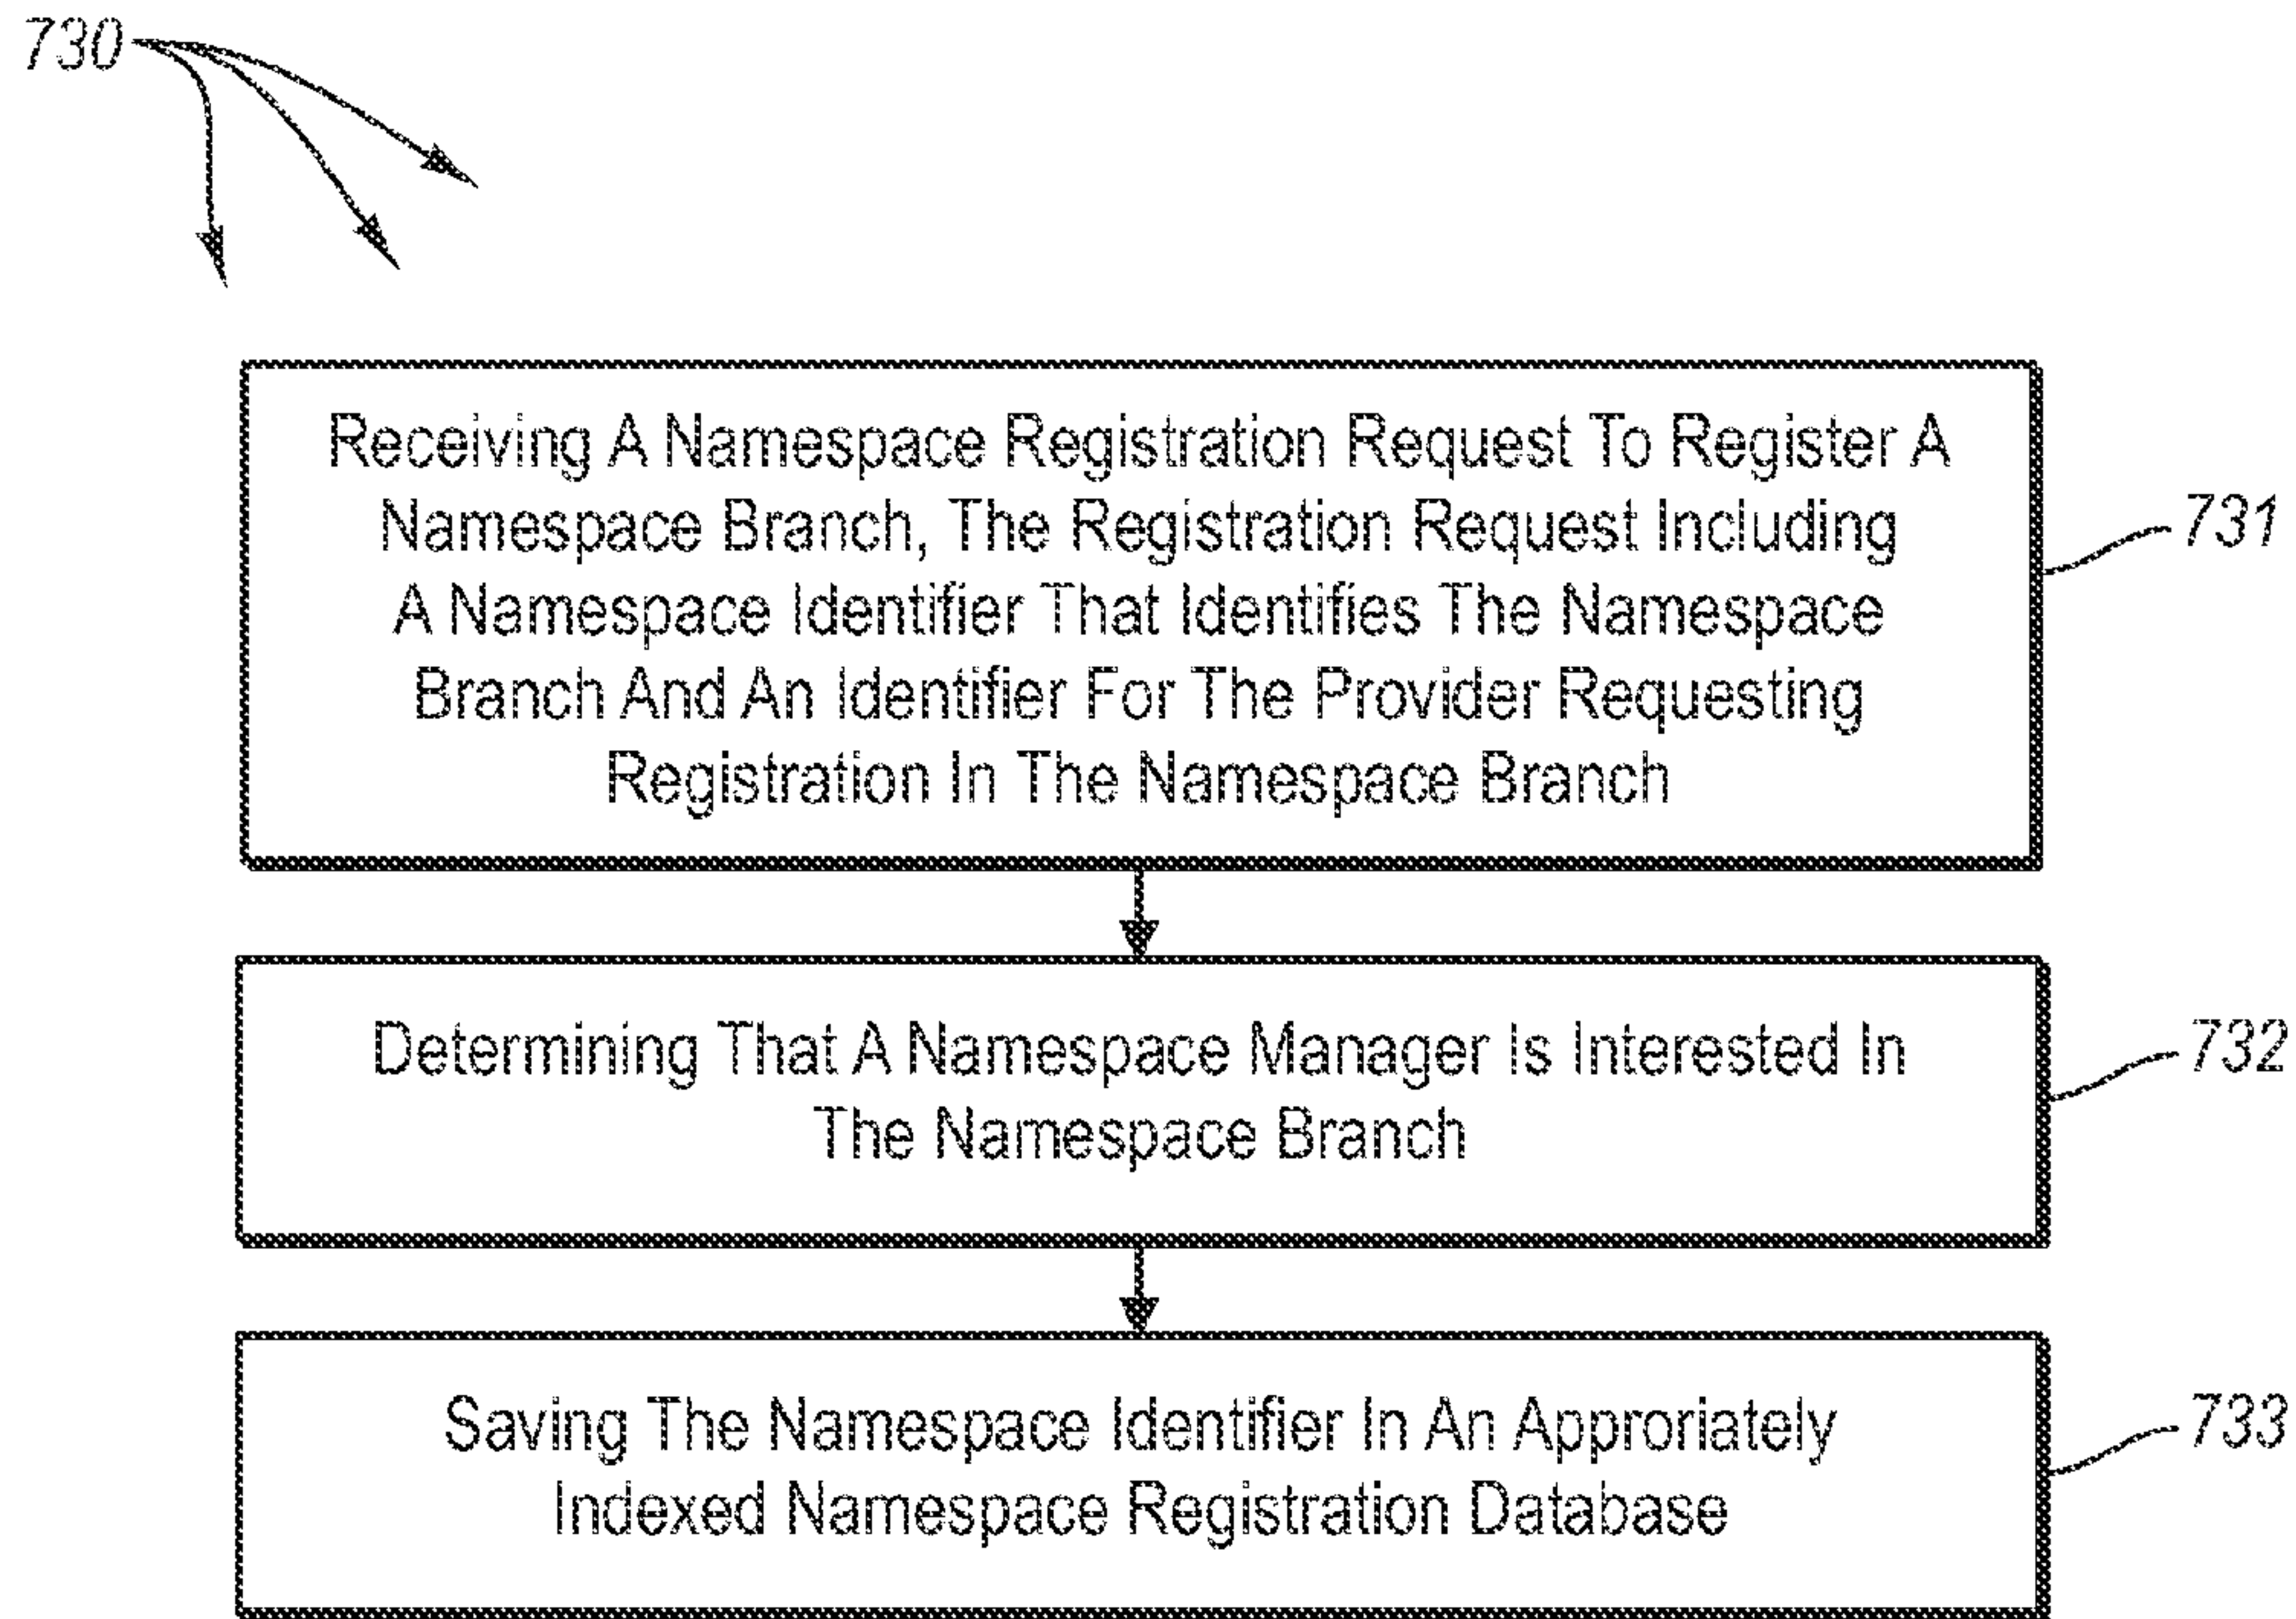 730
Receiving A Namespace Registration Request To Register A
Namespace Branch, The Registration Request Including
A Namespace Identifier That Identifies The Namespace
Branch And An Identifier For The Provider Requesting
Registration In The Namespace Branch
731
Determining That A Namespace Manager Is Interested In
The Namespace Branch
732
Saving The Namespace Identifier In An Approriately
Indexed Namespace Registration Database
733